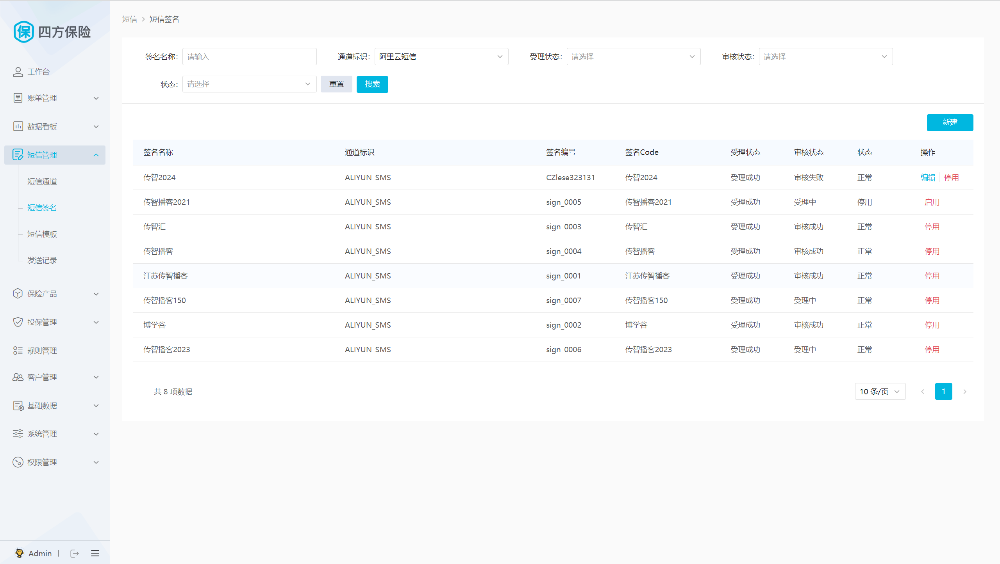 保 四方保险
工作台
账单管理
数据看板
短信管理
短信通道
短信签名
短信模板
发送记录
保险产品
投保管理
规则管理
客户管理
基础数据
系统管理
权限管理
Admin
短信 > 短信签名
签名名称: 请输入 通道标识: 阿里云短信 受理状态: 请选择 审核状态: 请选择
状态: 请选择 重置 搜索
新建
签名名称 通道标识 签名编号 签名Code 受理状态 审核状态 状态 操作
传智2024 ALIYUN_SMS CZlese323131 传智2024 受理成功 审核失败 正常 编辑 停用
传智播客2021 ALIYUN_SMS sign_0005 传智播客2021 受理成功 受理中 停用 启用
传智汇 ALIYUN_SMS sign_0003 传智汇 受理成功 审核成功 正常 停用
传智播客 ALIYUN_SMS sign_0004 传智播客 受理成功 审核成功 正常 停用
江苏传智播客 ALIYUN_SMS sign_0001 江苏传智播客 受理成功 审核成功 正常 停用
传智播客150 ALIYUN_SMS sign_0007 传智播客150 受理成功 受理中 正常 停用
博学谷 ALIYUN_SMS sign_0002 博学谷 受理成功 审核成功 正常 停用
传智播客2023 ALIYUN_SMS sign_0006 传智播客2023 受理成功 受理中 正常 停用
共 8 项数据 10 条/页 1